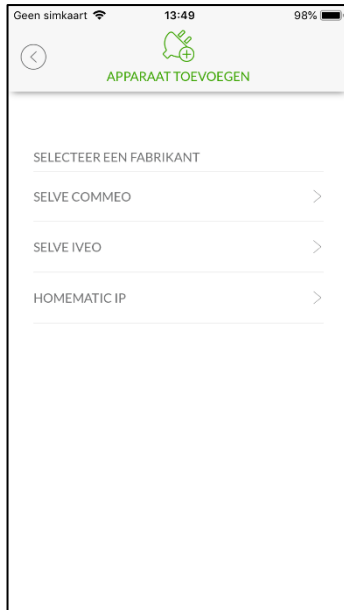 Geen simkaart 13:49 98%
APPARAAT TOEVOEGEN
SELECTEER EEN FABRIKANT
SELVE COMMEO
SELVE IVEO
HOMEMATIC IP